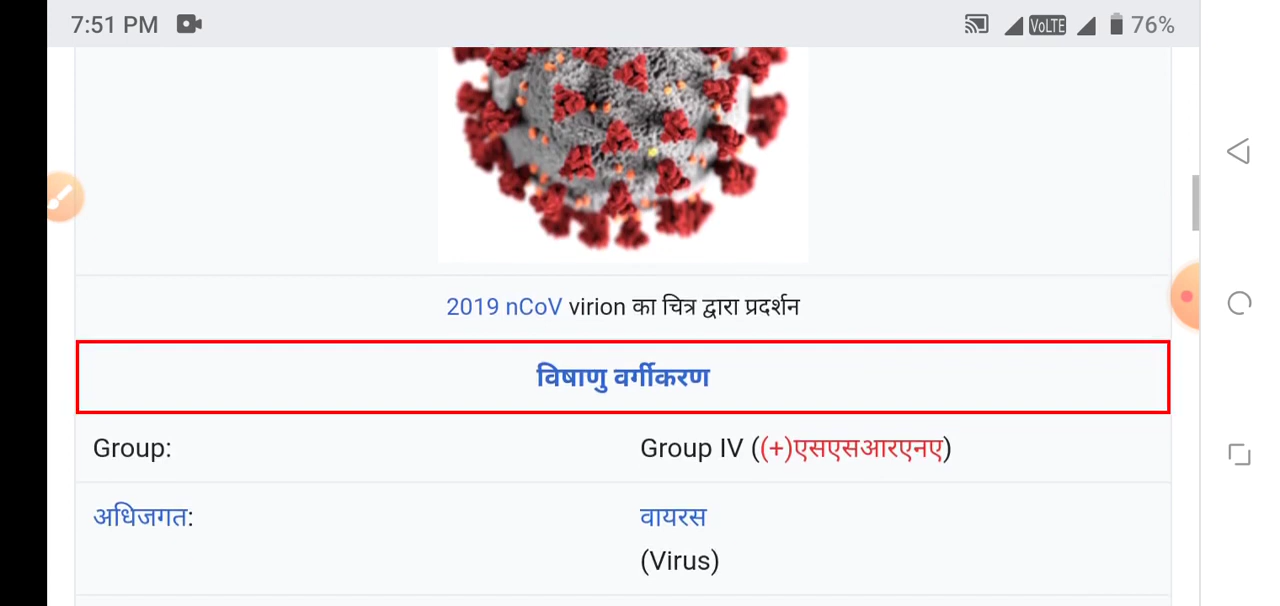 7:51 PM VoLTE 76%
2019 nCoV virion का चित्र द्वारा प्रदर्शन
विषाणु वर्गीकरण
Group: Group IV ((+)एसएसआरएनए)
अधिजगत: वायरस
(Virus)